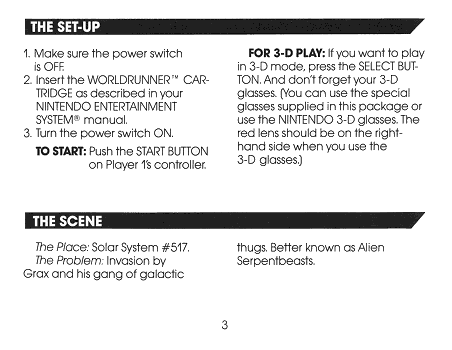 THE SET-UP
1. Make sure the power switch
is OFF.
2. Insert the WORLDRUNNER™ CAR-
TRIDGE as described in your
NINTENDO ENTERTAINMENT
SYSTEM® manual.
3. Turn the power switch ON.
TO START: Push the START BUTTON
on Player 1's controller.
FOR 3-D PLAY: If you want to play
in 3-D mode, press the SELECT BUT-
TON. And don't forget your 3-D
glasses. (You can use the special
glasses supplied in this package or
use the NINTENDO 3-D glasses. The
red lens should be on the right-
hand side when you use the
3-D glasses.)
THE SCENE
The Place: Solar System #517.
The Problem: Invasion by
Grax and his gang of galactic
thugs. Better known as Alien
Serpentbeasts.
3